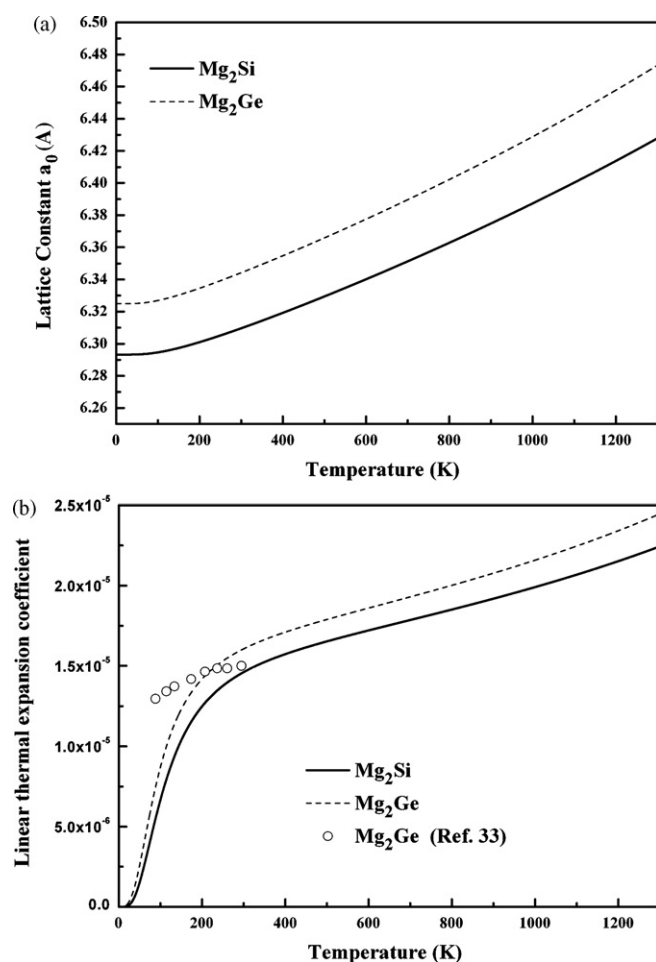 (a)
6.50
6.48
6.46
6.44
6.42
6.40
6.38
6.36
6.34
6.32
6.30
6.28
6.26
Lattice Constant a₀(A)
Mg₂Si
Mg₂Ge
0 200 400 600 800 1000 1200
Temperature (K)
(b)
2.5x10⁻⁵
2.0x10⁻⁵
1.5x10⁻⁵
1.0x10⁻⁵
5.0x10⁻⁶
0.0
Linear thermal expansion coefficient
Mg₂Si
Mg₂Ge
Mg₂Ge (Ref. 33)
0 200 400 600 800 1000 1200
Temperature (K)